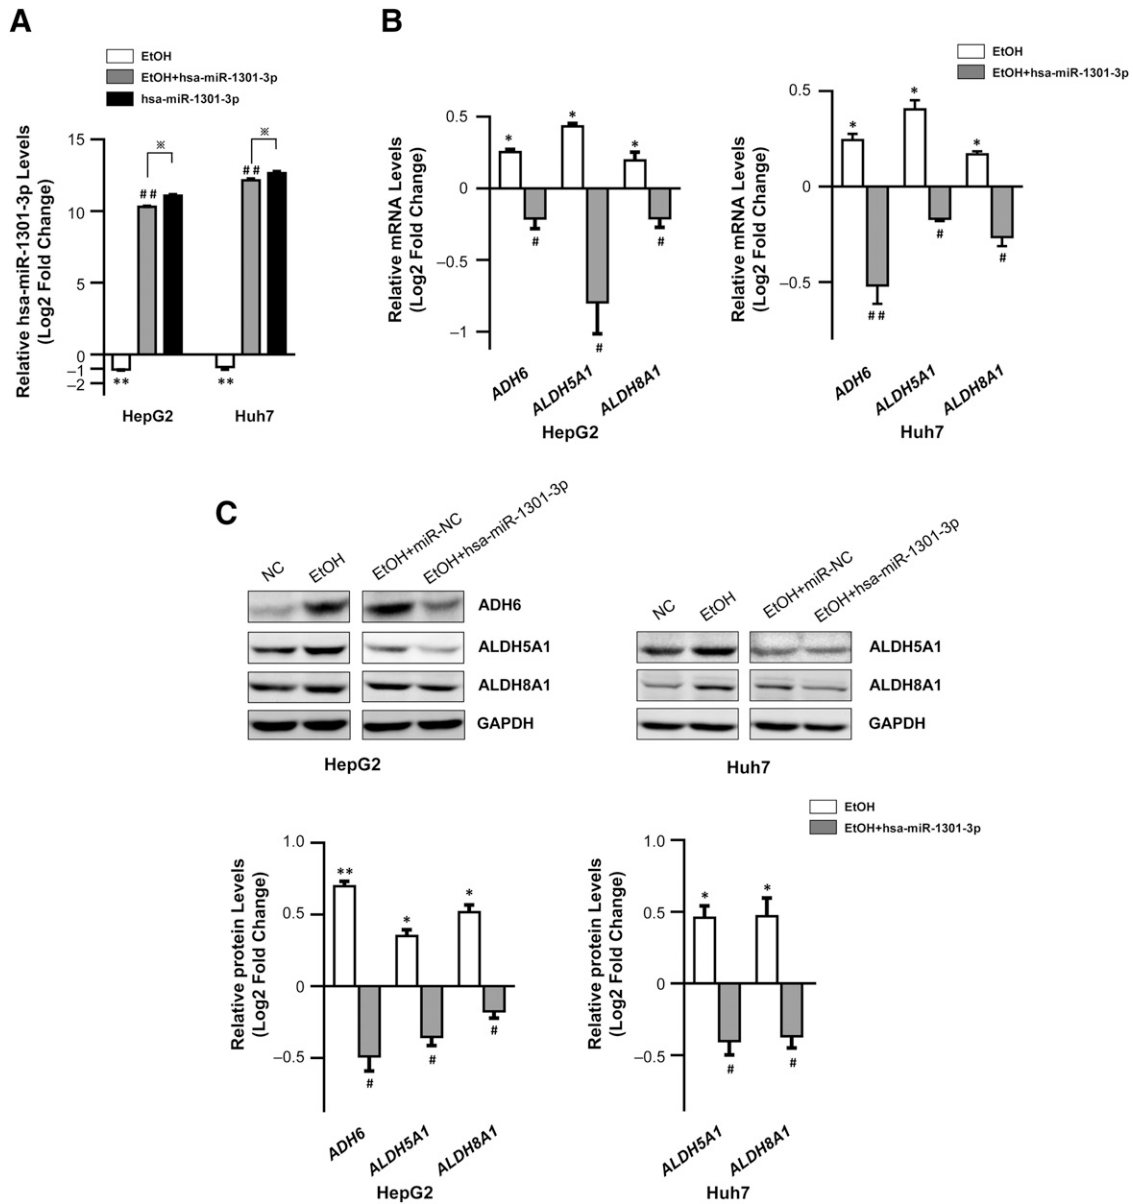 A
EtOH
EtOH+hsa-miR-1301-3p
hsa-miR-1301-3p
Relative hsa-miR-1301-3p Levels
(Log2 Fold Change)
15
10
5
0
–1
–2
※
※
##
##
**
**
HepG2
Huh7
B
Relative mRNA Levels
(Log2 Fold Change)
0.5
0
–0.5
–1
*
*
*
#
#
#
ADH6
ALDH5A1
ALDH8A1
HepG2
EtOH
EtOH+hsa-miR-1301-3p
Relative mRNA Levels
(Log2 Fold Change)
0.5
0
–0.5
*
*
*
##
#
#
ADH6
ALDH5A1
ALDH8A1
Huh7
C
NC
EtOH
EtOH+miR-NC
EtOH+hsa-miR-1301-3p
ADH6
ALDH5A1
ALDH8A1
GAPDH
HepG2
NC
EtOH
EtOH+miR-NC
EtOH+hsa-miR-1301-3p
ALDH5A1
ALDH8A1
GAPDH
Huh7
Relative protein Levels
(Log2 Fold Change)
1.0
0.5
0
–0.5
**
*
*
#
#
#
ADH6
ALDH5A1
ALDH8A1
HepG2
EtOH
EtOH+hsa-miR-1301-3p
Relative protein Levels
(Log2 Fold Change)
1.0
0.5
0
–0.5
*
*
#
#
ALDH5A1
ALDH8A1
Huh7